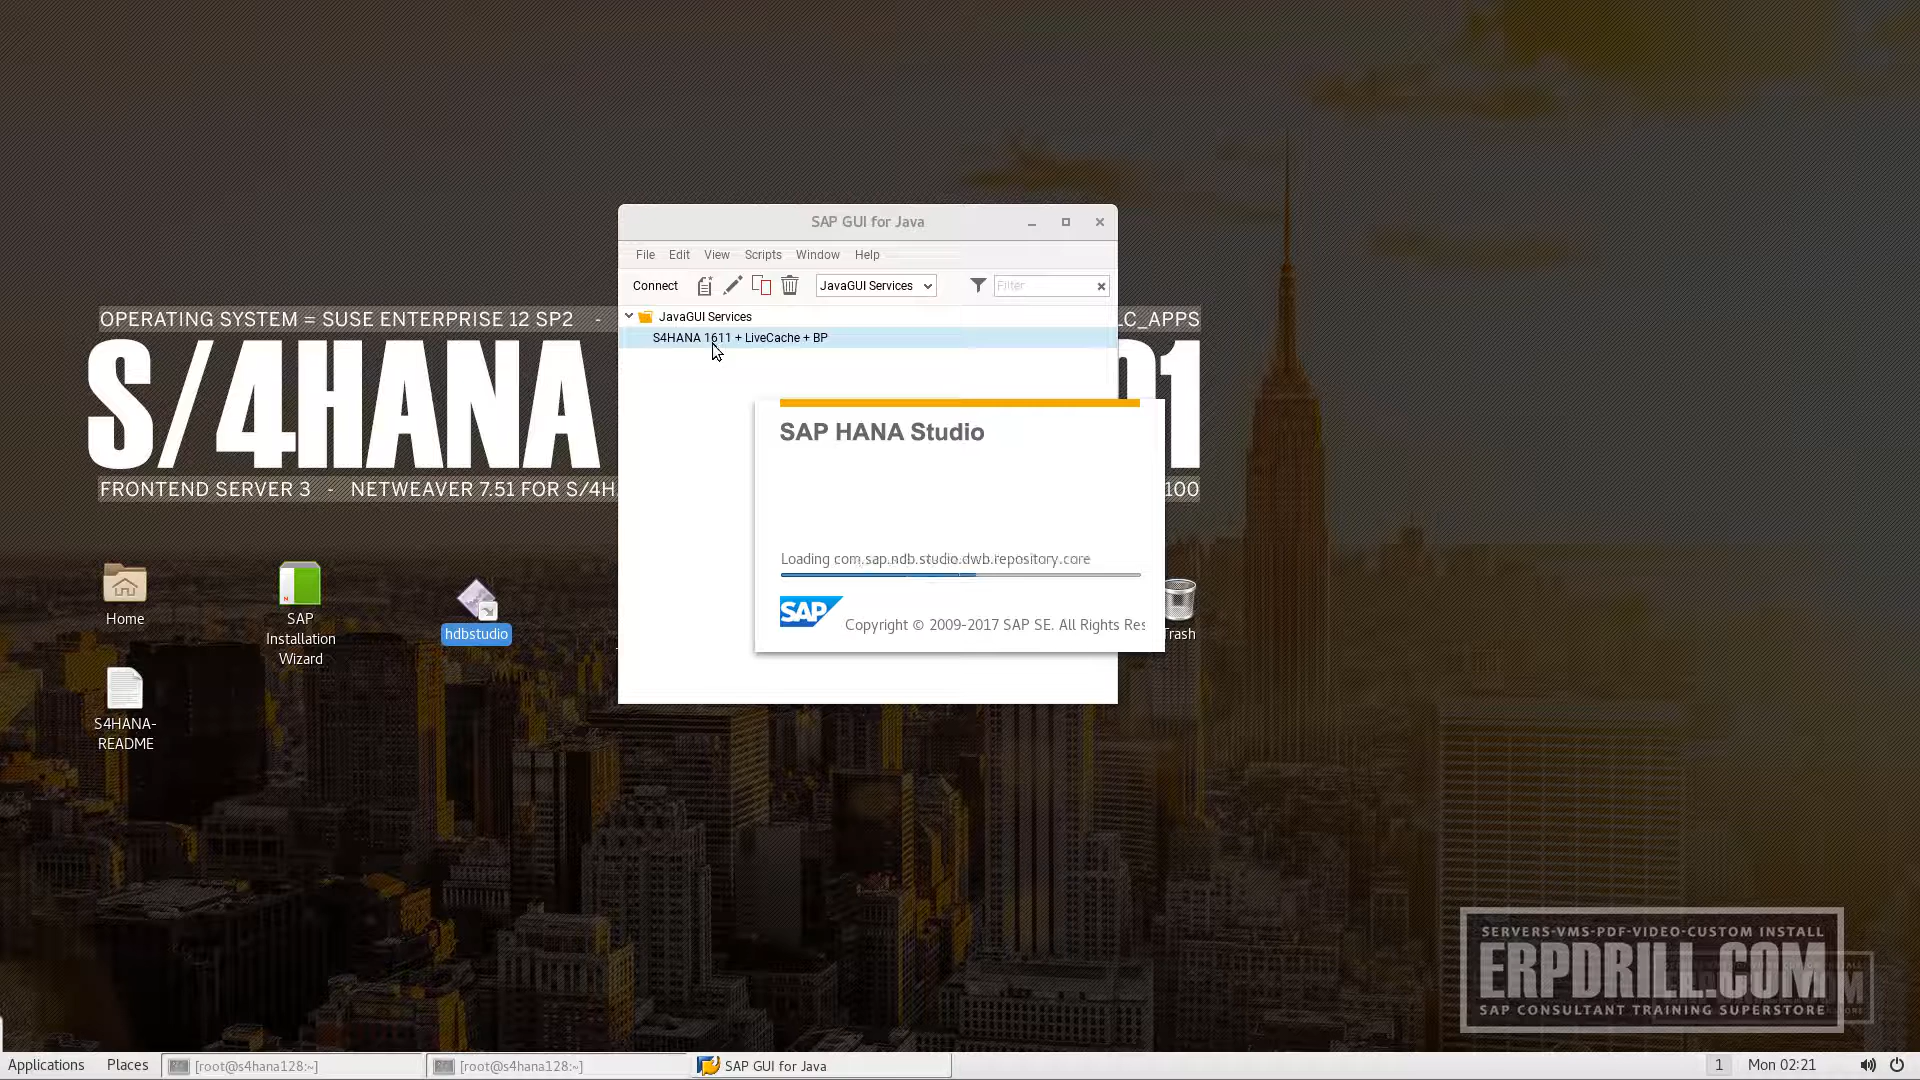 SAP GUI for Java
File Edit View Scripts Window Help
Connect JavaGUI Services Filter
JavaGUI Services
S4HANA 1611 + LiveCache + BP
OPERATING SYSTEM = SUSE ENTERPRISE 12 SP2 -
LC_APPS
S/4HANA 01
FRONTEND SERVER 3 - NETWEAVER 7.51 FOR S/4H
100
SAP HANA Studio
Loading com.sap.ndb.studio.dwb.repository.core
SAP
Copyright © 2009-2017 SAP SE. All Rights Res
Home
SAP
Installation
Wizard
hdbstudio
Trash
S4HANA-
README
SERVERS-VMS-PDF-VIDEO-CUSTOM INSTALL
ERPDRILL.COM
SAP CONSULTANT TRAINING SUPERSTORE
Applications Places [root@s4hana128:~] [root@s4hana128:~] SAP GUI for Java 1 Mon 02:21